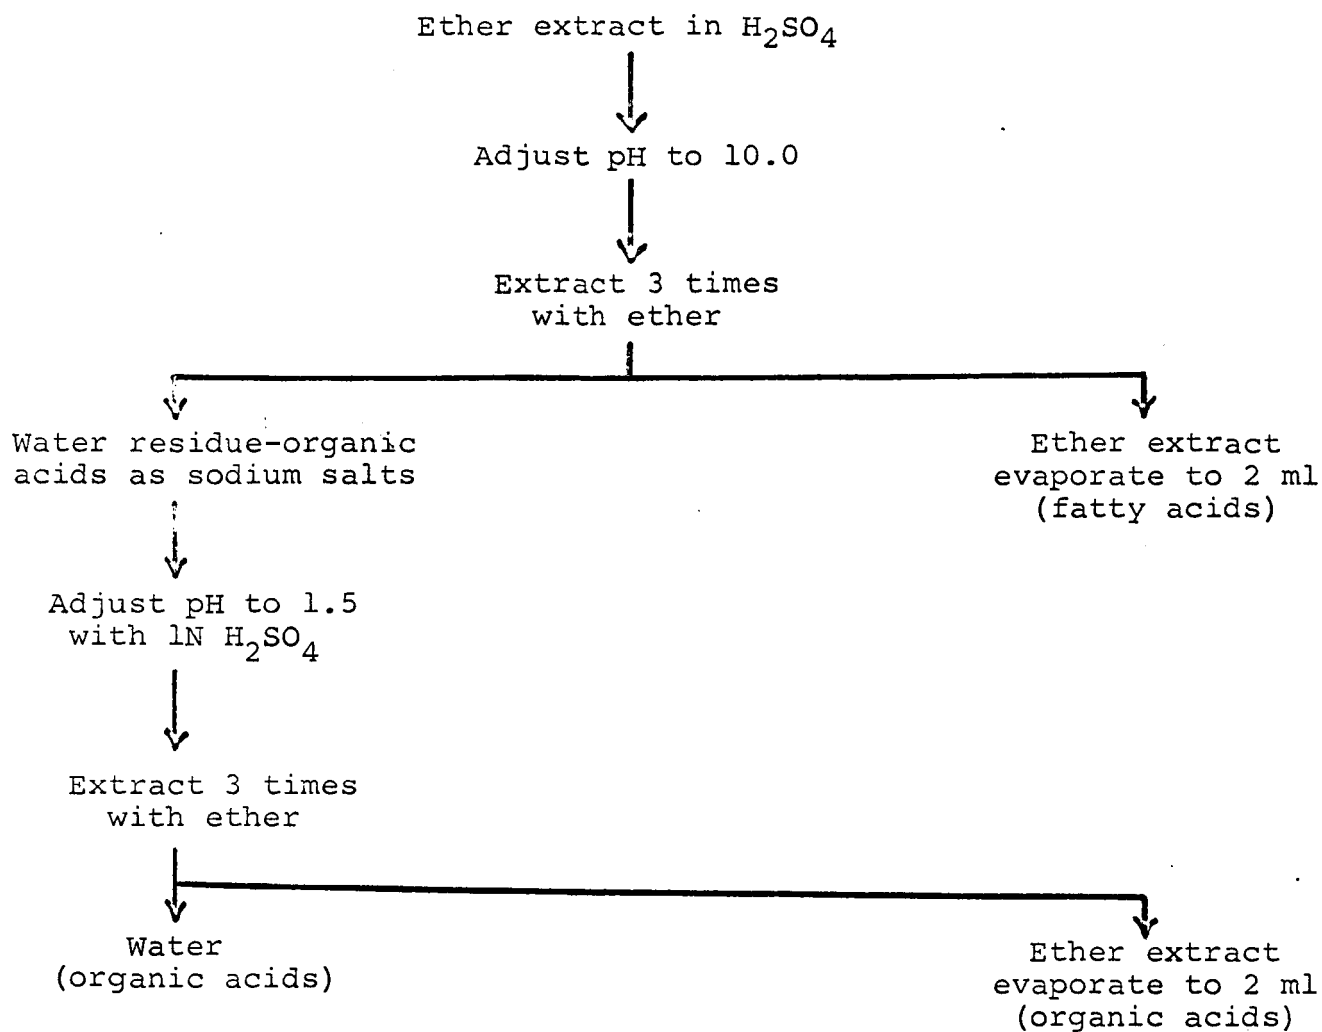 Ether extract in H2SO4
Adjust pH to 10.0
Extract 3 times
with ether
Water residue-organic
acids as sodium salts
Ether extract
evaporate to 2 ml
(fatty acids)
Adjust pH to 1.5
with 1N H2SO4
Extract 3 times
with ether
Water
(organic acids)
Ether extract
evaporate to 2 ml
(organic acids)